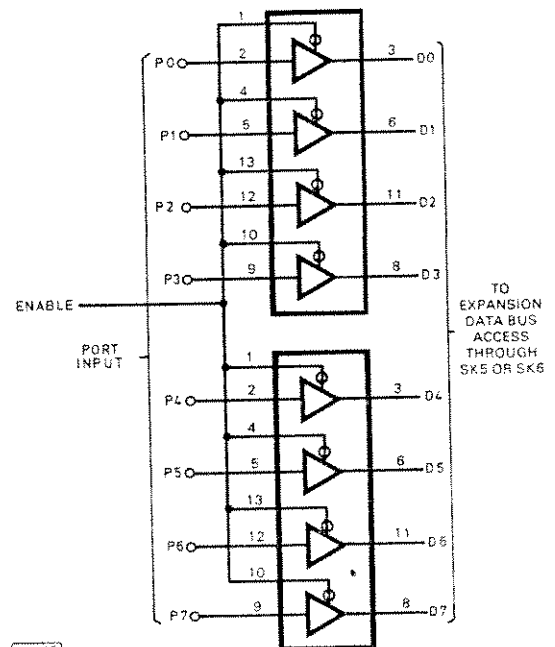 1
P0 2 3 D0
4
P1 5 6 D1
13
P2 12 11 D2
10
P3 9 8 D3
ENABLE
PORT
INPUT
TO
EXPANSION
DATA BUS
ACCESS
THROUGH
SK5 OR SK6
1
P4 2 3 D4
4
P5 5 6 D5
13
P6 12 11 D6
10
P7 9 8 D7